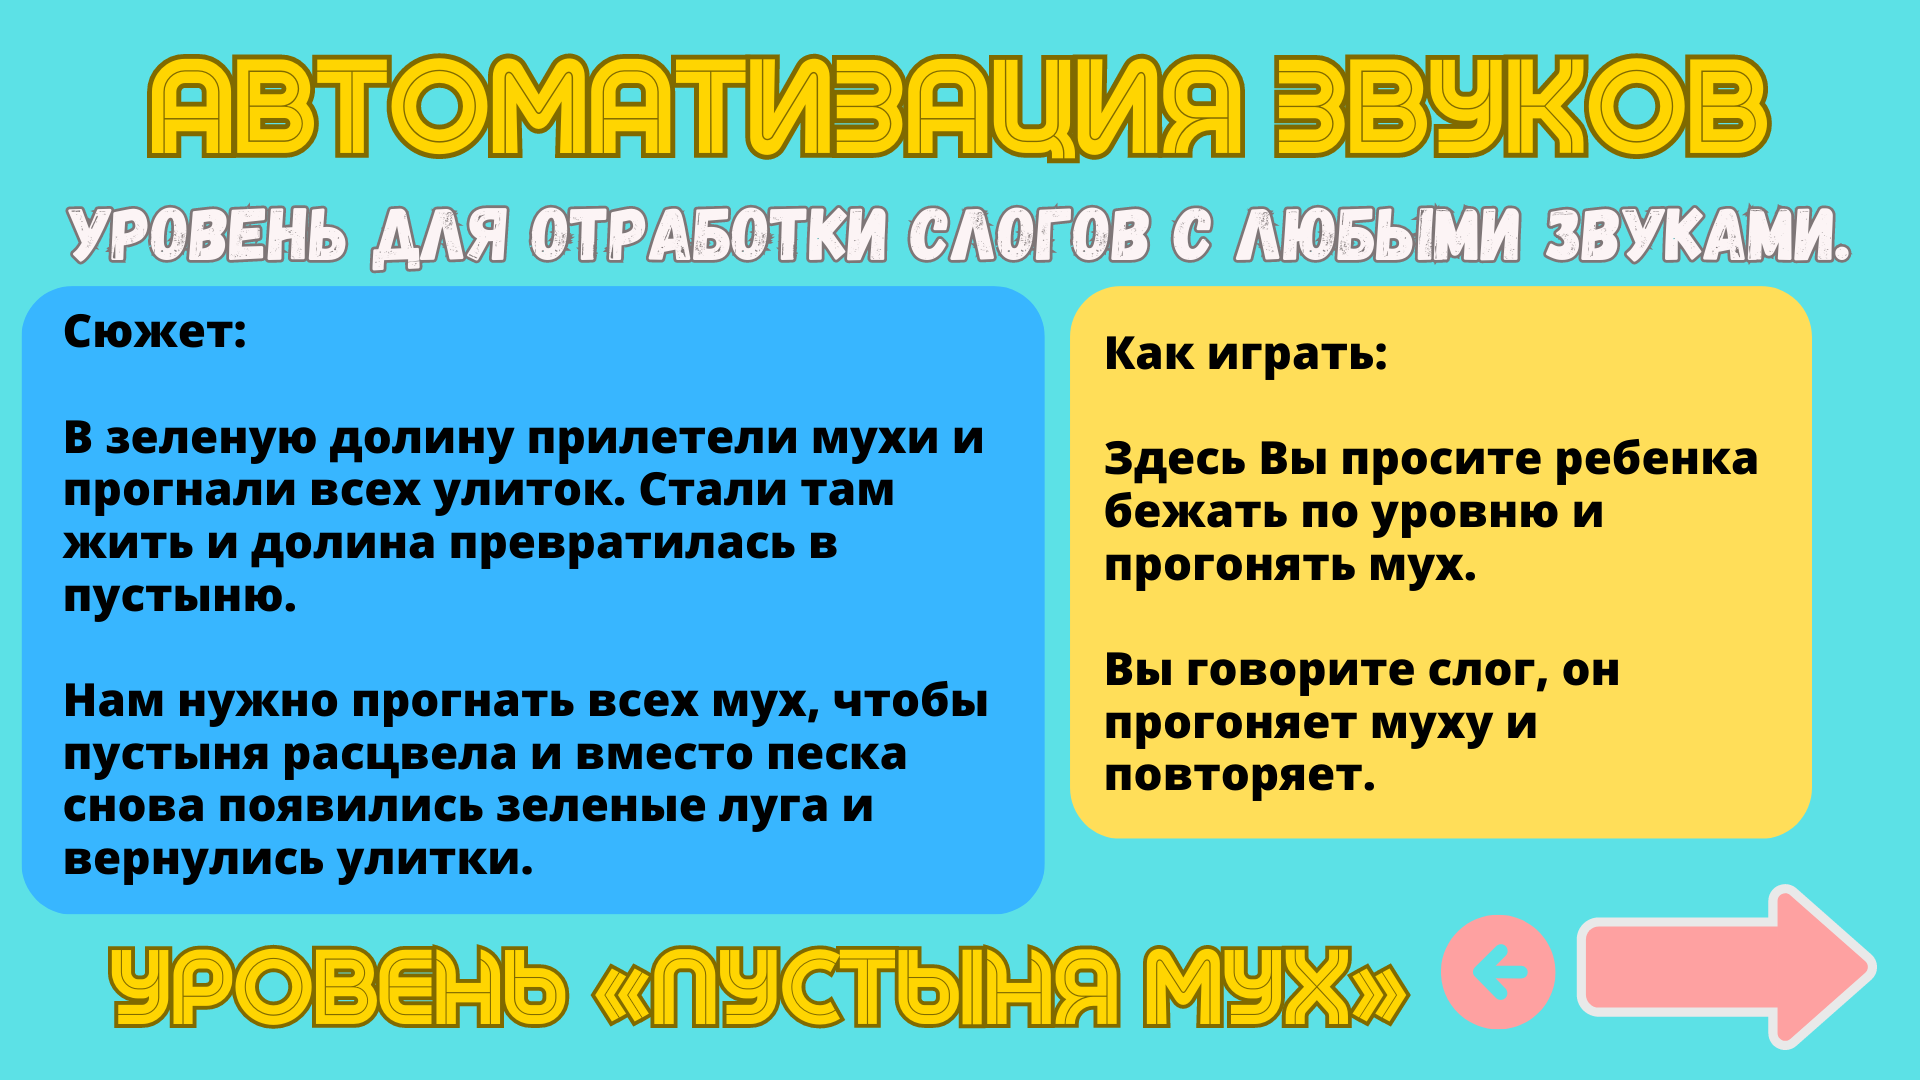 АВТОМАТИЗАЦИЯ ЗВУКОВ
УРОВЕНЬ ДЛЯ ОТРАБОТКИ СЛОГОВ С ЛЮБЫМИ ЗВУКАМИ.
Сюжет:
В зеленую долину прилетели мухи и
прогнали всех улиток. Стали там
жить и долина превратилась в
пустыню.
Нам нужно прогнать всех мух, чтобы
пустыня расцвела и вместо песка
снова появились зеленые луга и
вернулись улитки.
Как играть:
Здесь Вы просите ребенка
бежать по уровню и
прогонять мух.
Вы говорите слог, он
прогоняет муху и
повторяет.
УРОВЕНЬ «ПУСТЫНЯ МУХ»